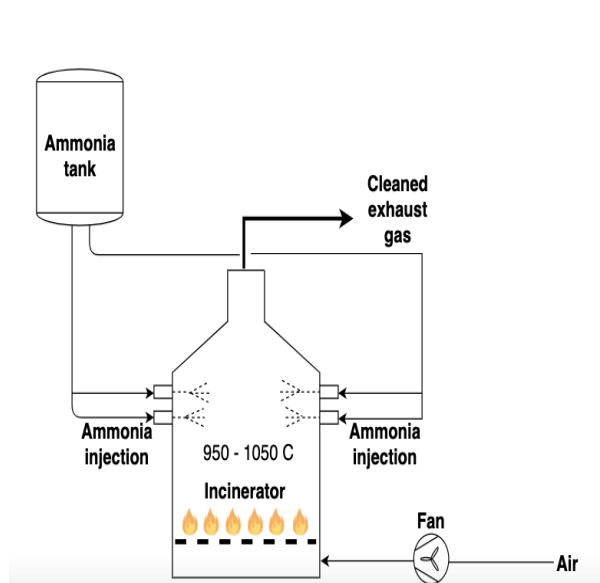 Ammonia
tank
Cleaned
exhaust
gas
Ammonia
injection
Ammonia
injection
950 - 1050 C
Incinerator
Fan
Air